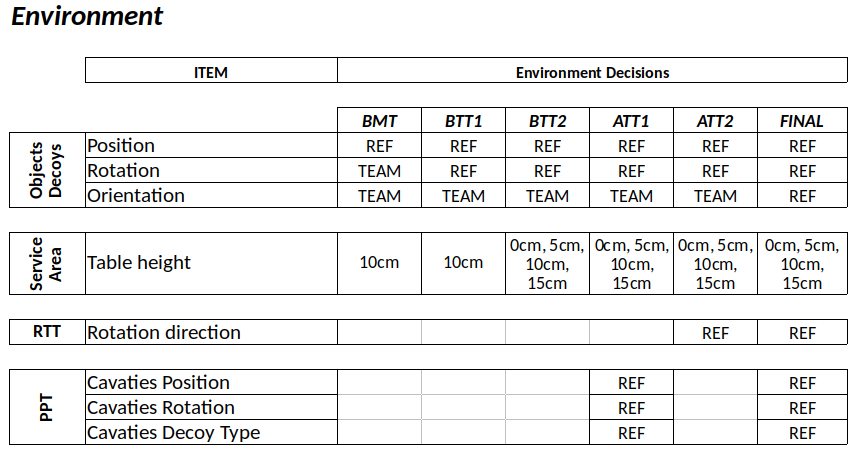 Environment
ITEM Environment Decisions
BMT BTT1 BTT2 ATT1 ATT2 FINAL
Objects Decoys
Position REF REF REF REF REF REF
Rotation TEAM REF REF REF REF REF
Orientation TEAM TEAM TEAM TEAM TEAM REF
Service Area
Table height 10cm 10cm 0cm, 5cm, 10cm, 15cm 0cm, 5cm, 10cm, 15cm 0cm, 5cm, 10cm, 15cm 0cm, 5cm, 10cm, 15cm
RTT Rotation direction REF REF
PPT
Cavaties Position REF REF
Cavaties Rotation REF REF
Cavaties Decoy Type REF REF